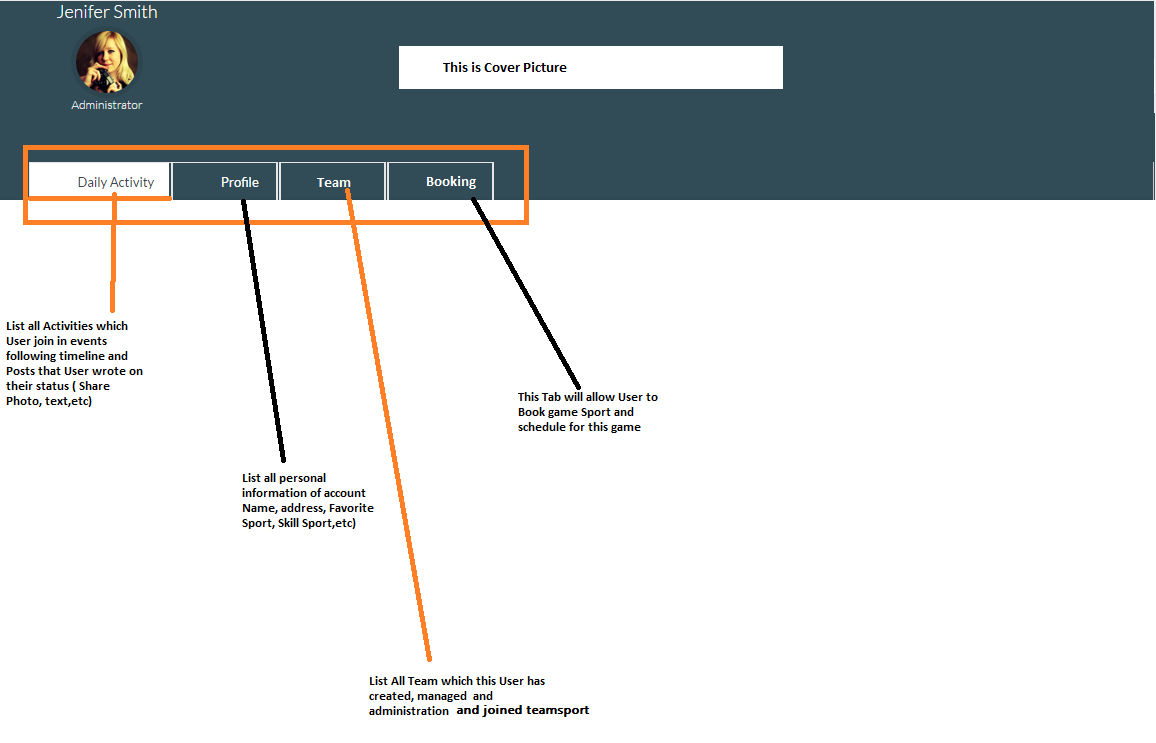 Jenifer Smith
This is Cover Picture
Administrator
Daily Activity
Profile
Team
Booking
List all Activities which
User join in events
following timeline and
Posts that User wrote on
their status ( Share
Photo, text,etc)
This Tab will allow User to
Book game Sport and
schedule for this game
List all personal
information of account
Name, address, Favorite
Sport, Skill Sport,etc)
List All Team which this User has
created, managed and
administration and joined teamsport